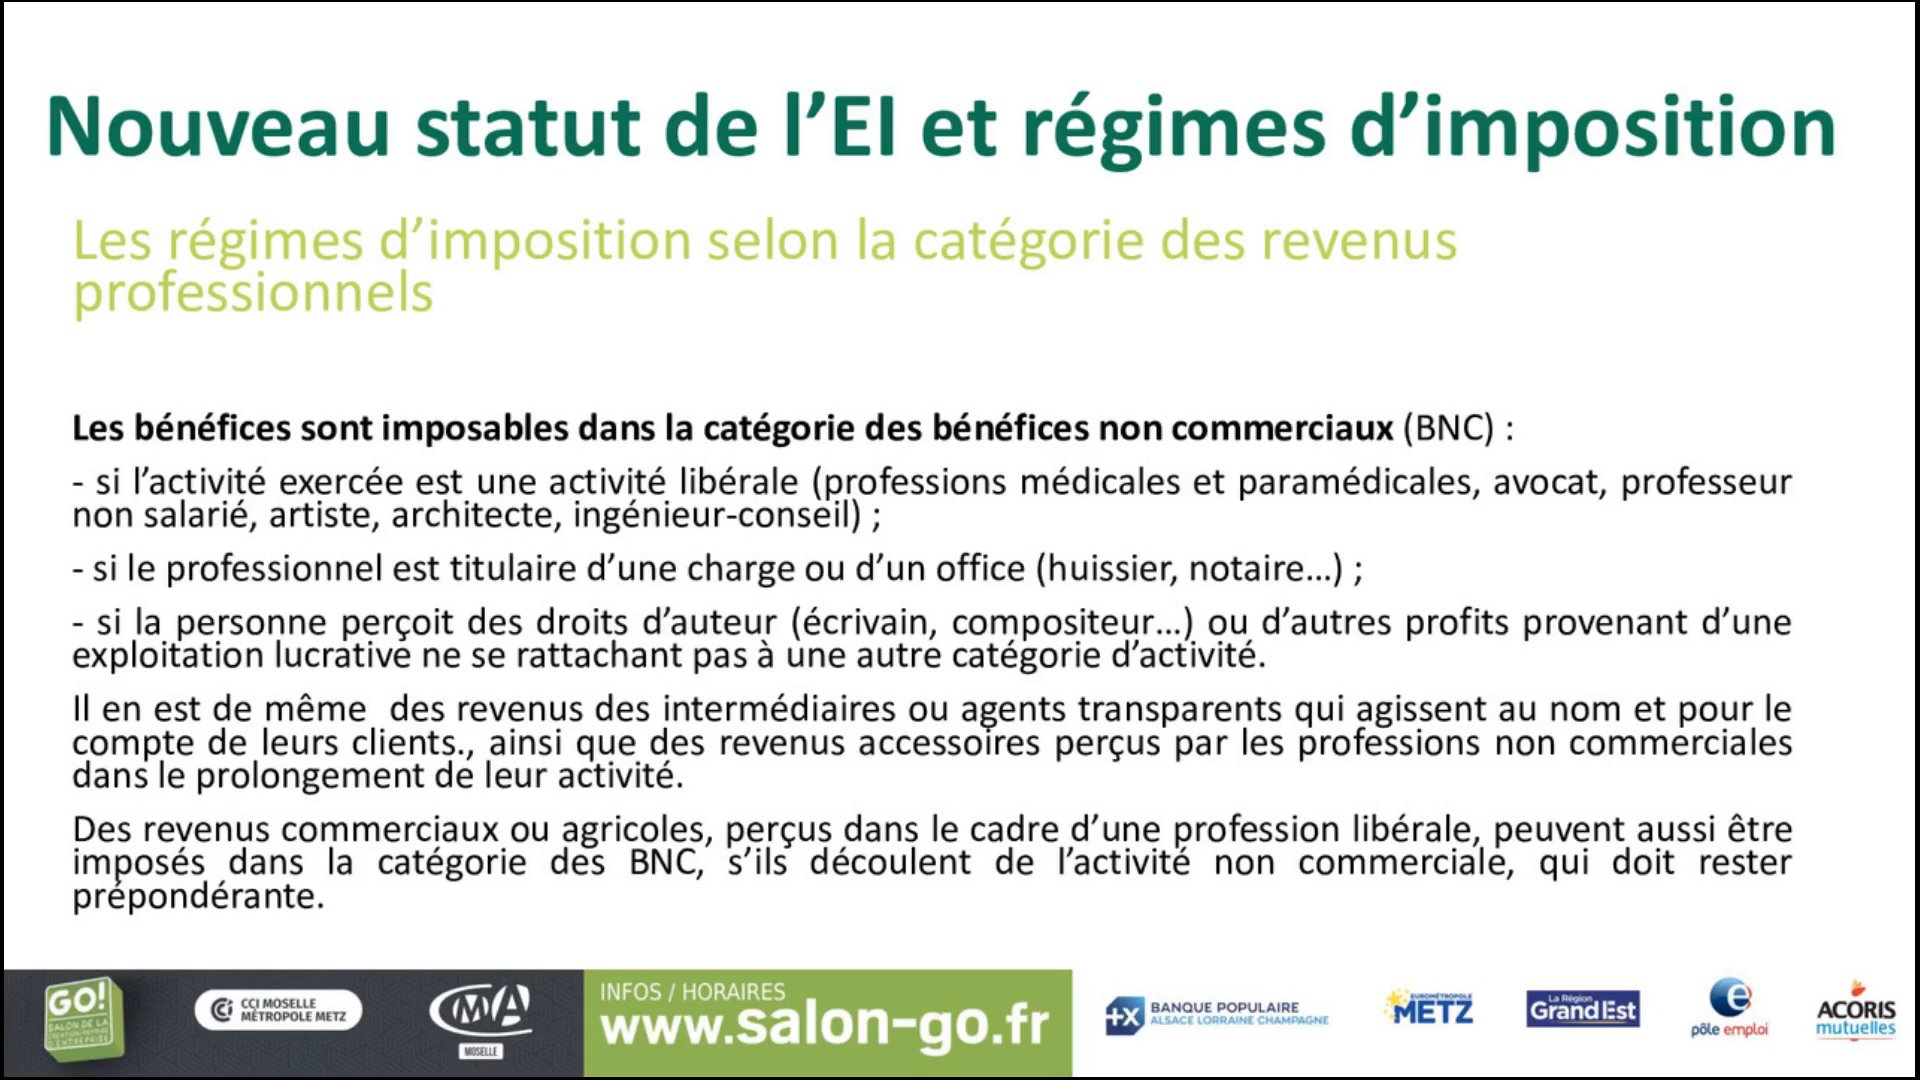 Nouveau statut de l’EI et régimes d’imposition
Les régimes d’imposition selon la catégorie des revenus
professionnels
Les bénéfices sont imposables dans la catégorie des bénéfices non commerciaux (BNC) :
- si l’activité exercée est une activité libérale (professions médicales et paramédicales, avocat, professeur
non salarié, artiste, architecte, ingénieur-conseil) ;
- si le professionnel est titulaire d’une charge ou d’un office (huissier, notaire…) ;
- si la personne perçoit des droits d’auteur (écrivain, compositeur…) ou d’autres profits provenant d’une
exploitation lucrative ne se rattachant pas à une autre catégorie d’activité.
Il en est de même  des revenus des intermédiaires ou agents transparents qui agissent au nom et pour le
compte de leurs clients., ainsi que des revenus accessoires perçus par les professions non commerciales
dans le prolongement de leur activité.
Des revenus commerciaux ou agricoles, perçus dans le cadre d’une profession libérale, peuvent aussi être
imposés dans la catégorie des BNC, s’ils découlent de l’activité non commerciale, qui doit rester
prépondérante.
GO!
SALON DE LA
CRÉATION-REPRISE
D'ENTREPRISE
CCI MOSELLE
MÉTROPOLE METZ
CMA
MOSELLE
INFOS / HORAIRES
www.salon-go.fr
BANQUE POPULAIRE
ALSACE LORRAINE CHAMPAGNE
EUROMÉTROPOLE
METZ
La Région
Grand Est
pôle emploi
ACORIS
mutuelles